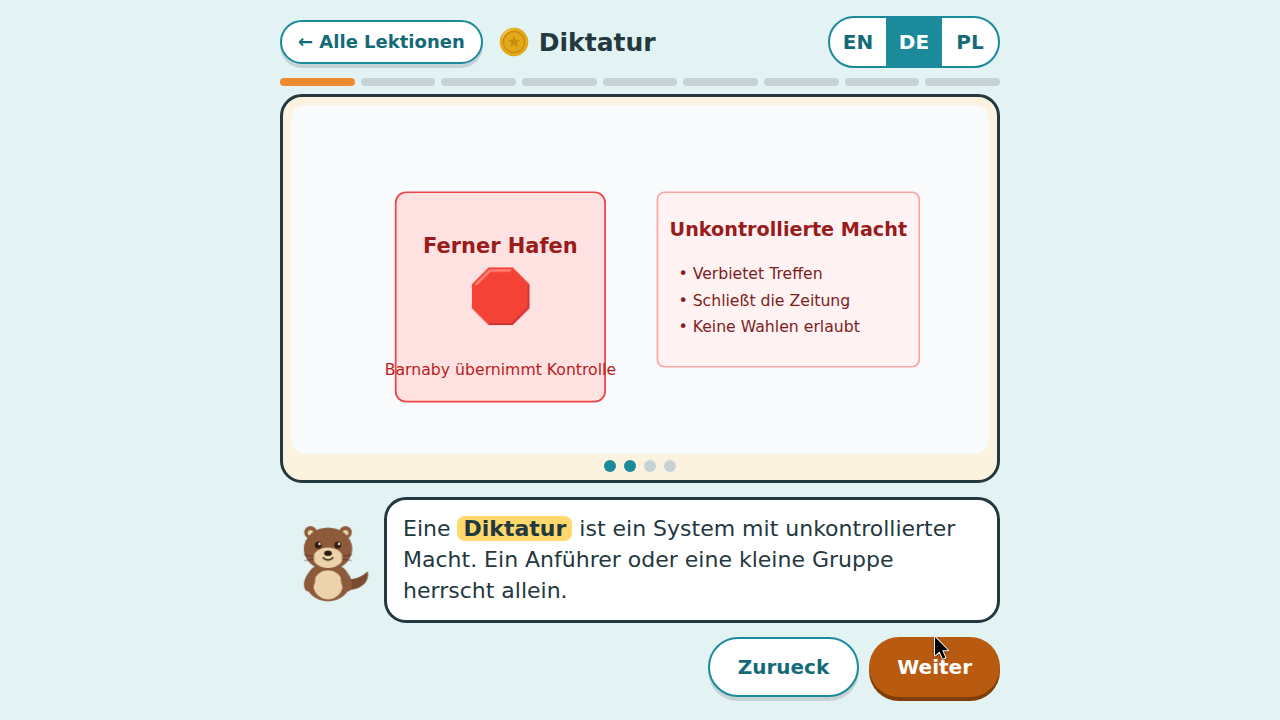 ← Alle Lektionen
Diktatur
EN DE PL
Ferner Hafen
Barnaby übernimmt Kontrolle
Unkontrollierte Macht
• Verbietet Treffen
• Schließt die Zeitung
• Keine Wahlen erlaubt
Eine Diktatur ist ein System mit unkontrollierter
Macht. Ein Anführer oder eine kleine Gruppe
herrscht allein.
Zurueck
Weiter